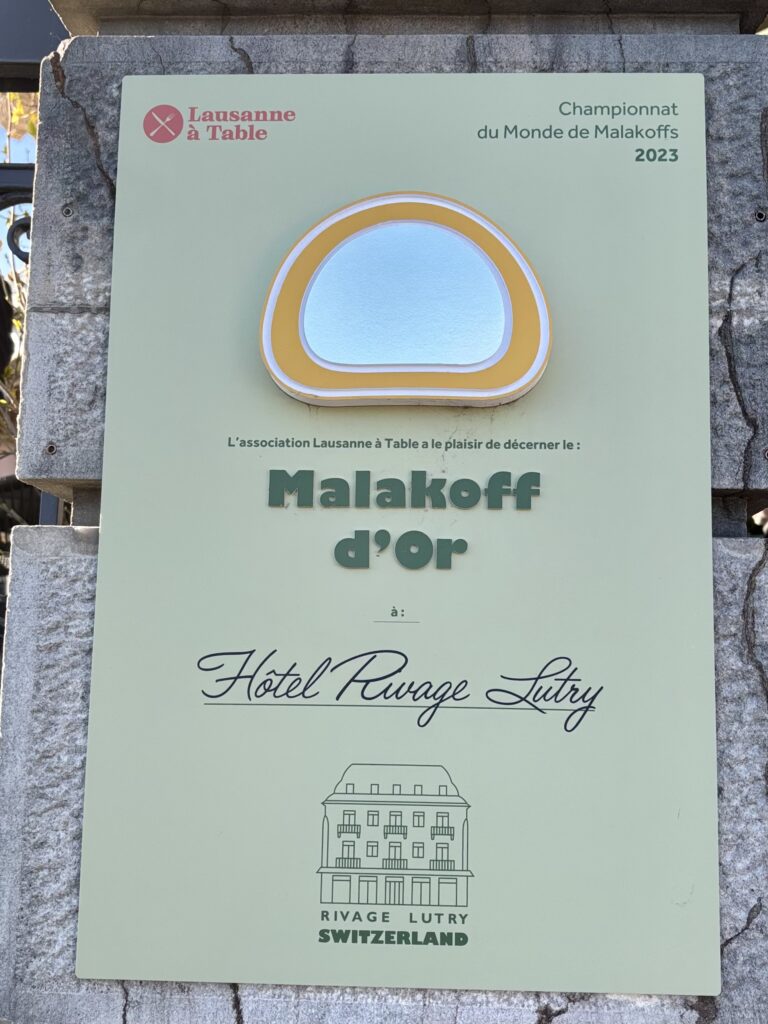 Lausanne
à Table
Championnat
du Monde de Malakoffs
2023
L'association Lausanne à Table a le plaisir de décerner le :
Malakoff
d'Or
à :
Hôtel Rivage Lutry
RIVAGE LUTRY
SWITZERLAND